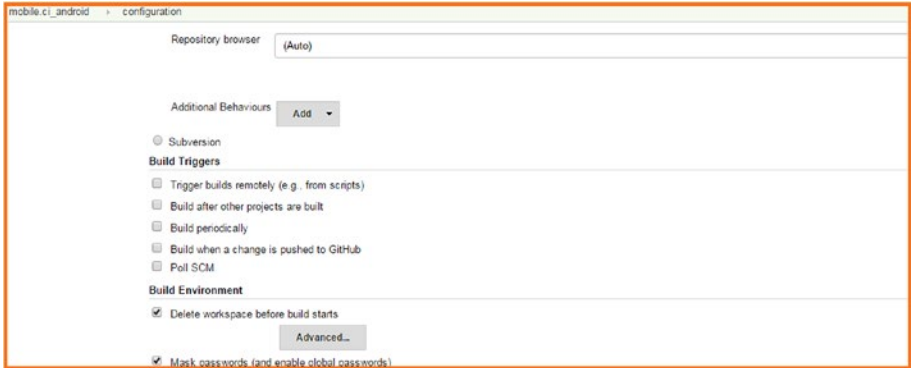 mobile.ci_android › configuration
Repository browser (Auto)
Additional Behaviours Add
Subversion
Build Triggers
Trigger builds remotely (e.g., from scripts)
Build after other projects are built
Build periodically
Build when a change is pushed to GitHub
Poll SCM
Build Environment
Delete workspace before build starts
Advanced...
Mask passwords (and enable global passwords)